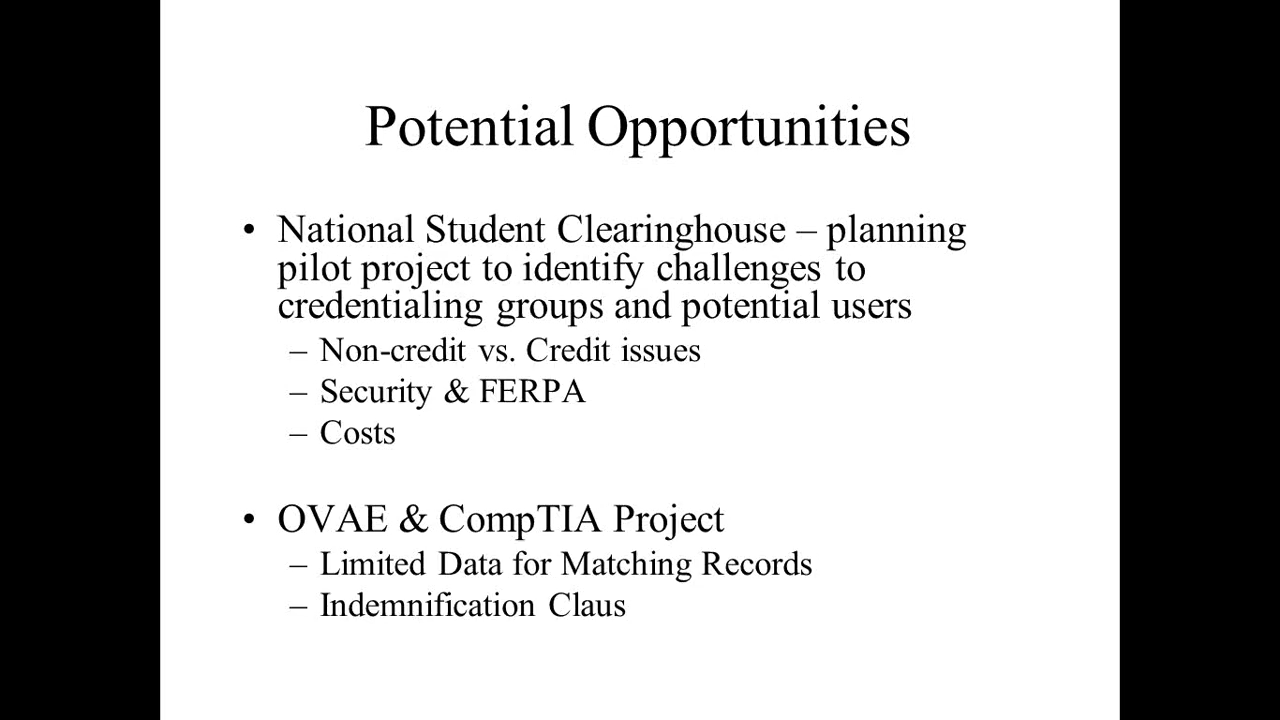 Potential Opportunities
• National Student Clearinghouse – planning
pilot project to identify challenges to
credentialing groups and potential users
– Non-credit vs. Credit issues
– Security & FERPA
– Costs
• OVAE & CompTIA Project
– Limited Data for Matching Records
– Indemnification Claus